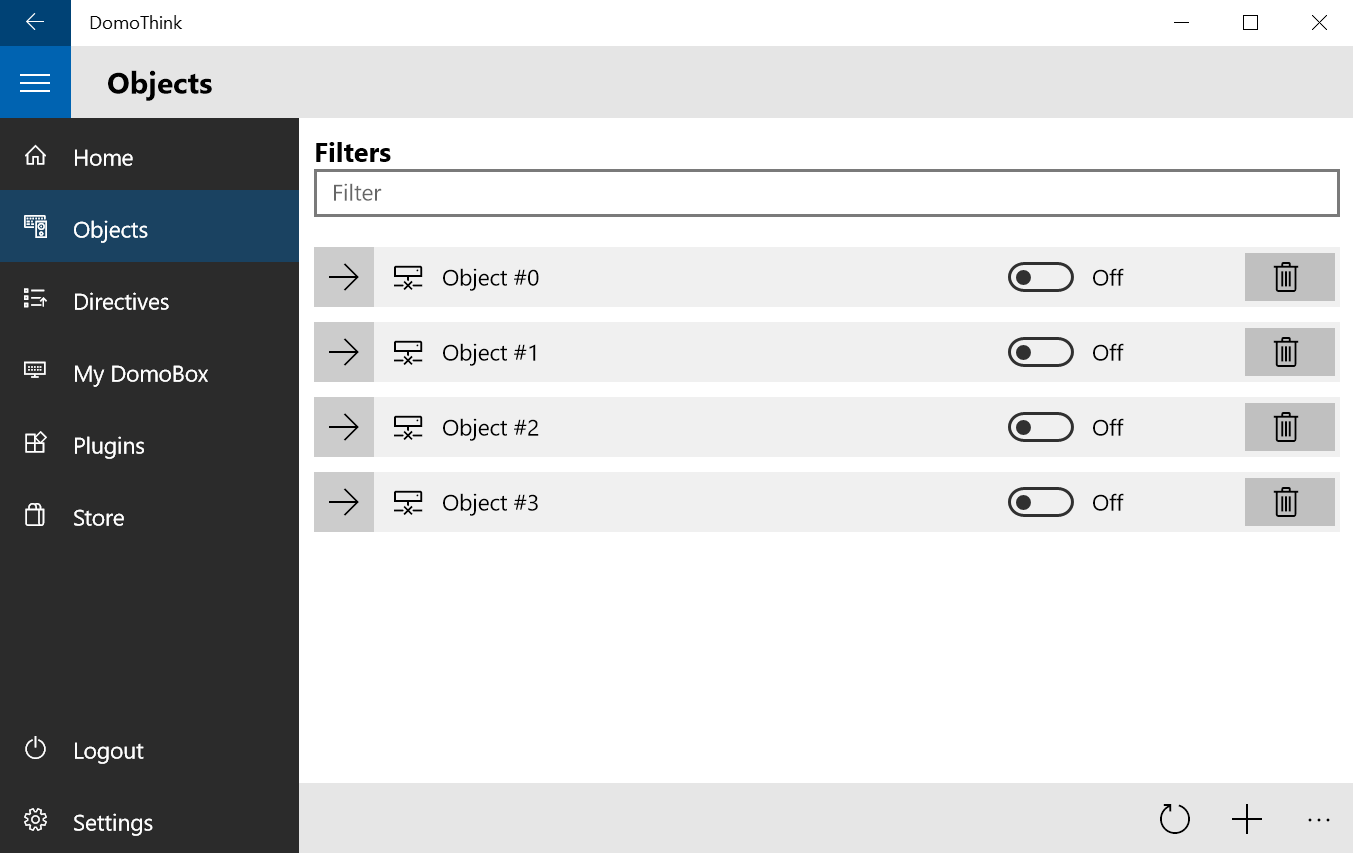 DomoThink
Objects
Home
Objects
Directives
My DomoBox
Plugins
Store
Logout
Settings
Filters
Filter
Object #0 Off
Object #1 Off
Object #2 Off
Object #3 Off